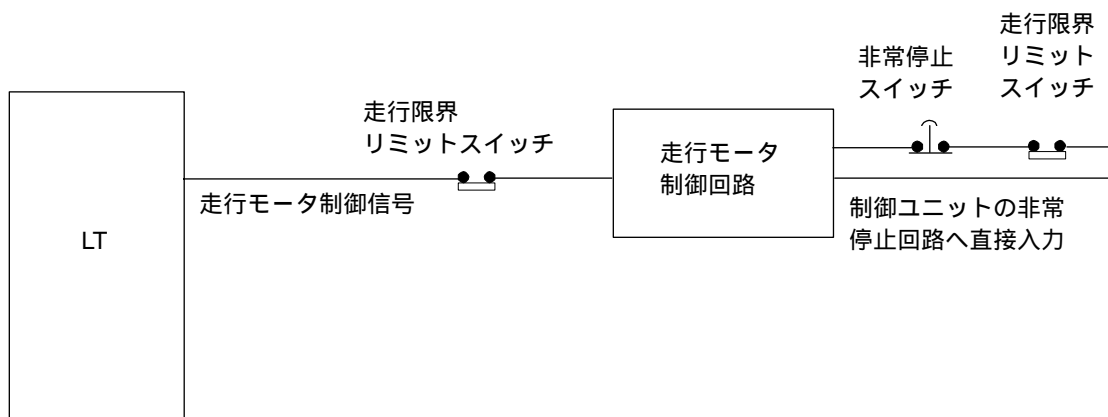 走行限界
リミット
スイッチ
非常停止
スイッチ
走行限界
リミットスイッチ
走行モータ
制御回路
走行モータ制御信号
制御ユニットの非常
停止回路へ直接入力
LT